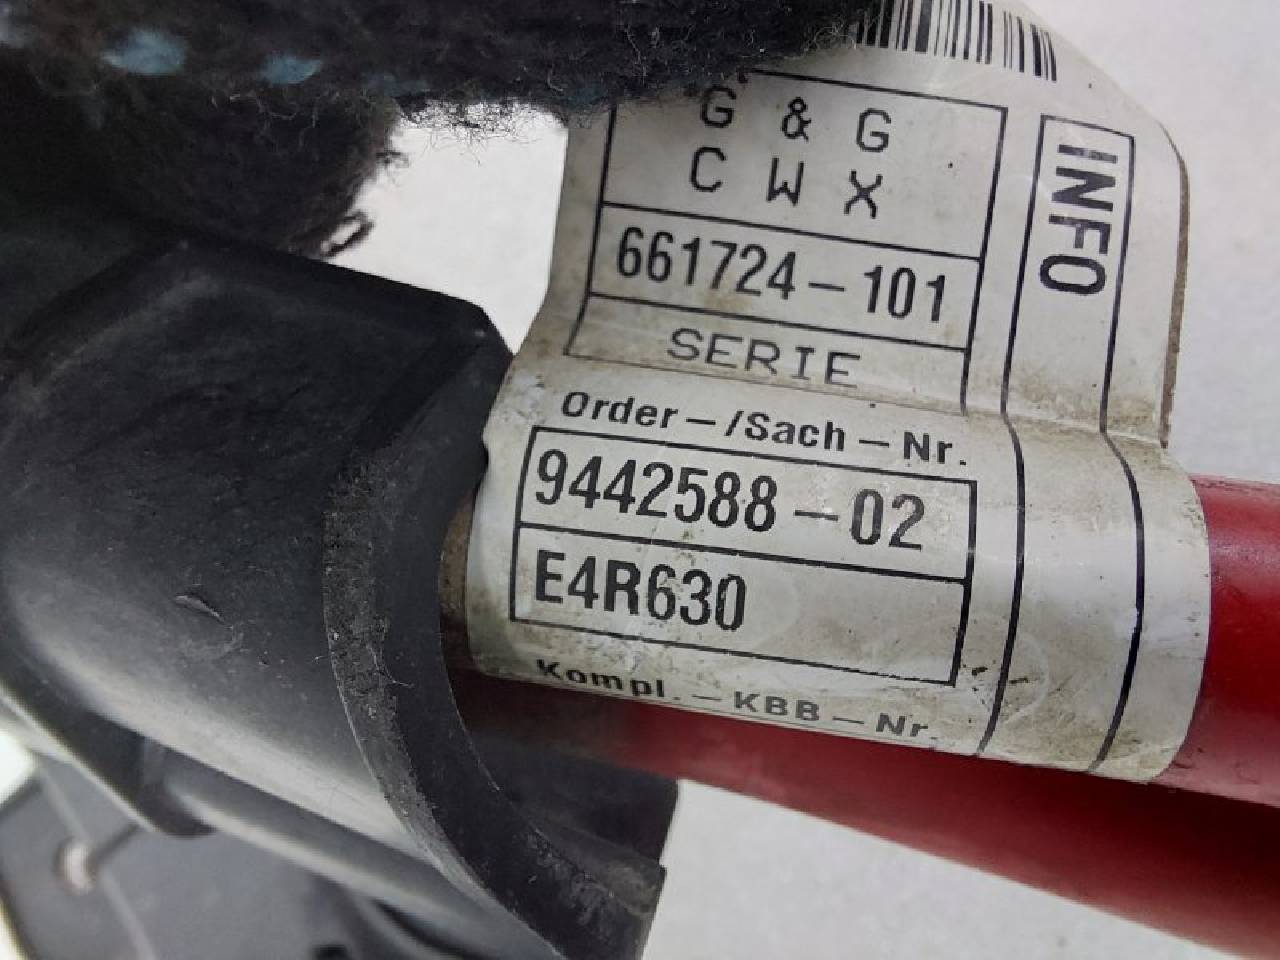 G & G
C W X
661724-101
SERIE
INFO
Order-/Sach-Nr.
9442588-02
E4R630
Kompl.-KBB-Nr.